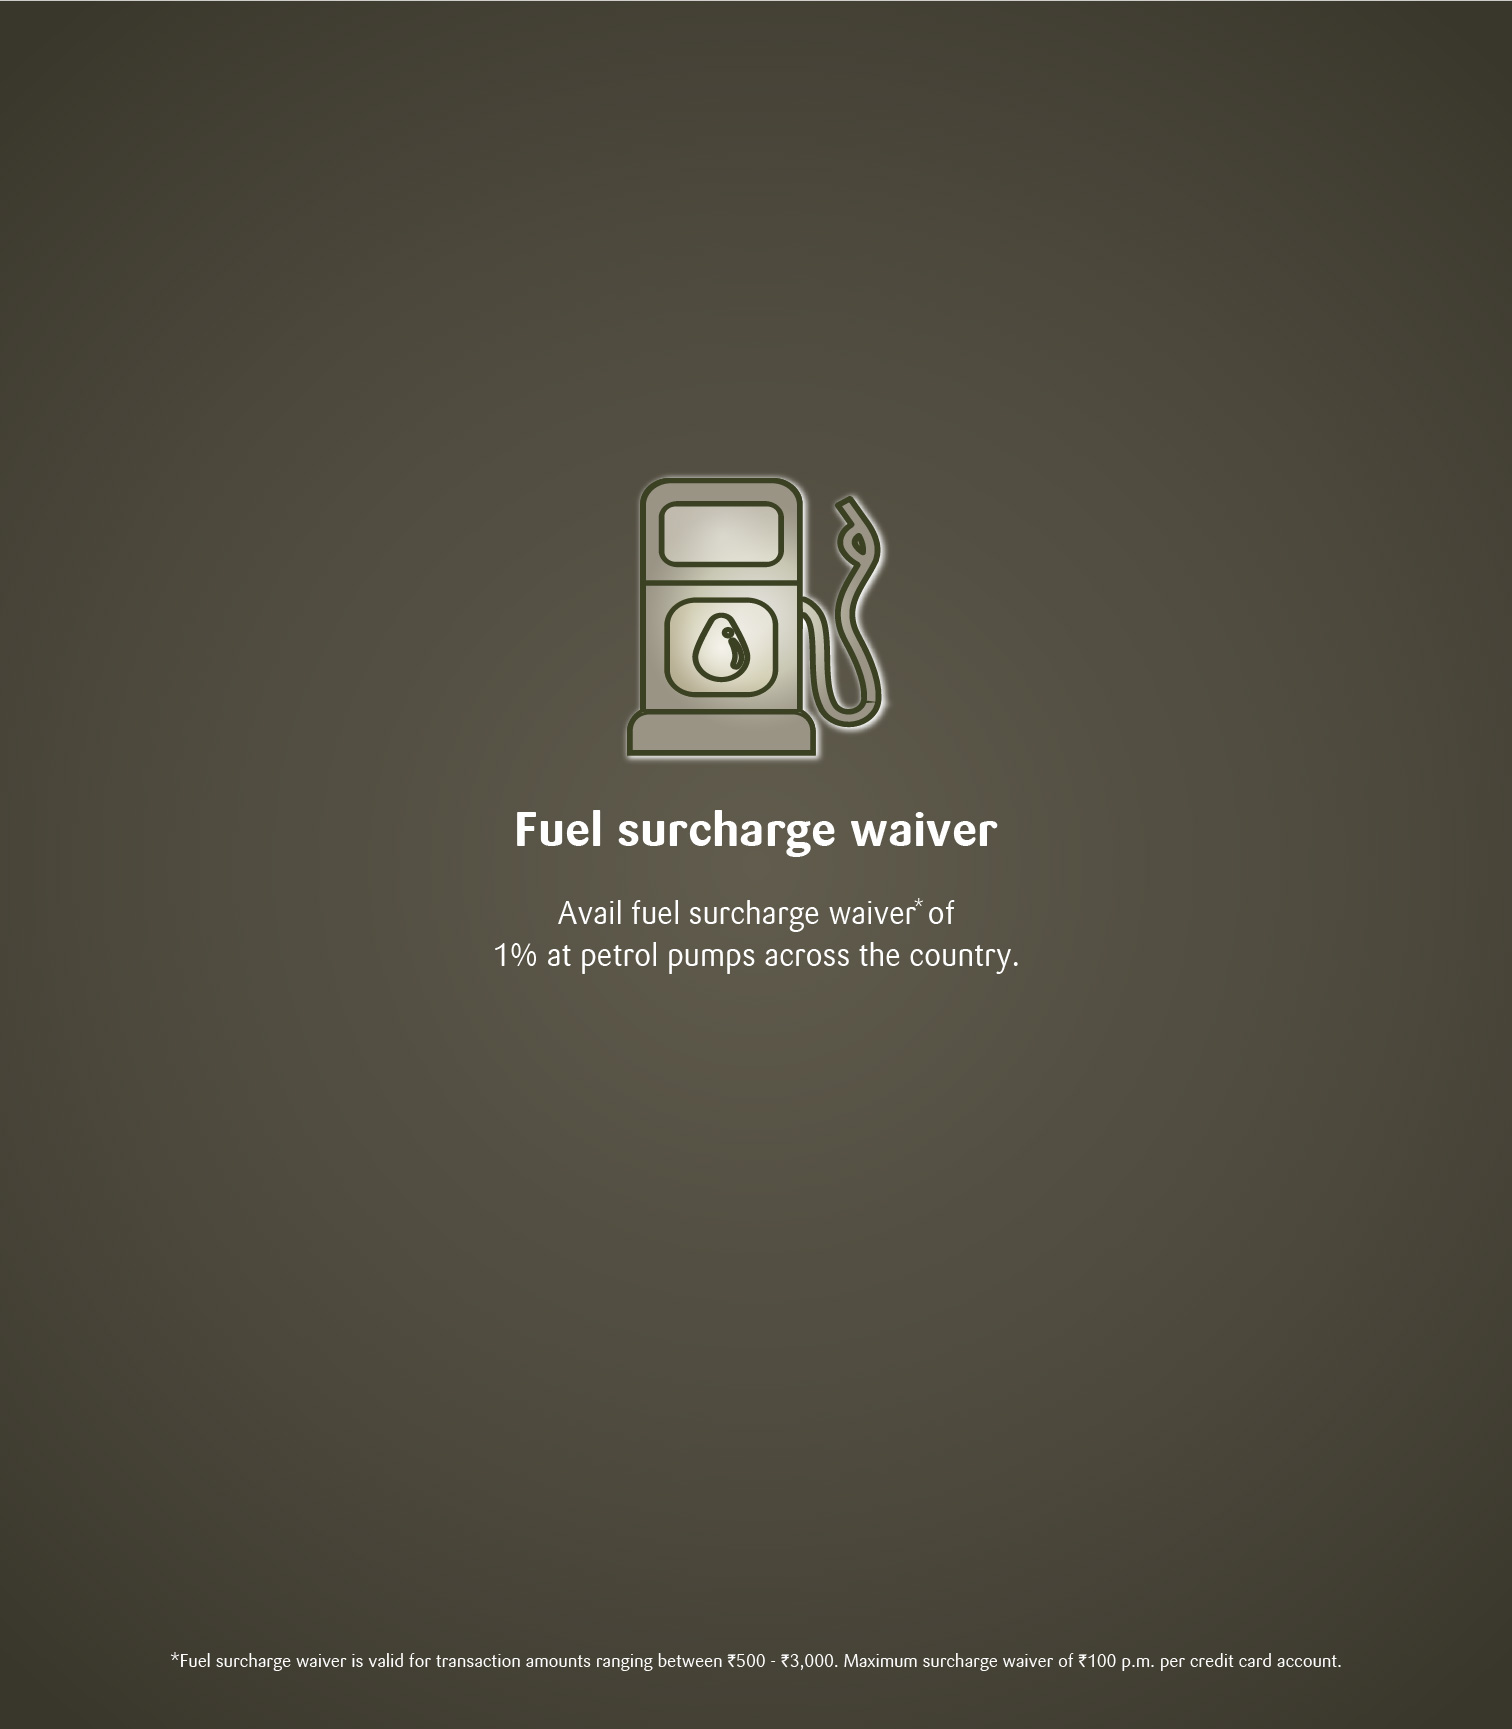 Fuel surcharge waiver
Avail fuel surcharge waiver* of
1% at petrol pumps across the country.
*Fuel surcharge waiver is valid for transaction amounts ranging between ₹500 - ₹3,000. Maximum surcharge waiver of ₹100 p.m. per credit card account.